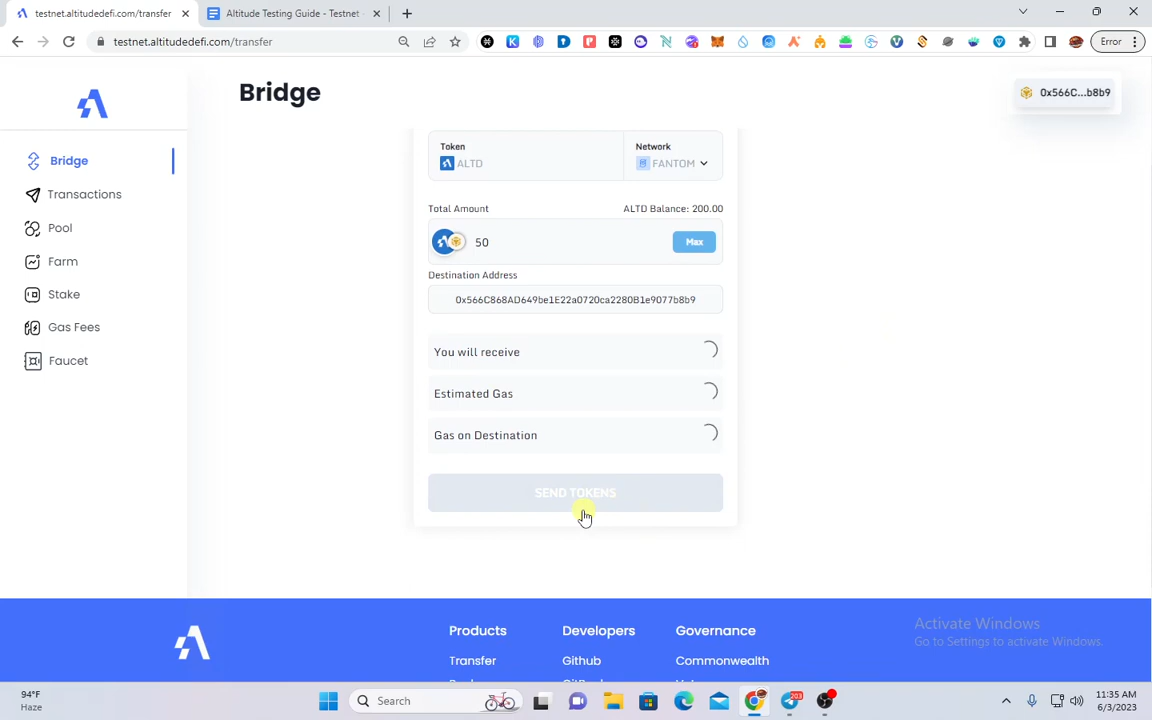 testnet.altitudedefi.com/transfer
Altitude Testing Guide - Testnet
testnet.altitudedefi.com/transfer
Error
Bridge
0x566C...b8b9
Bridge
Transactions
Pool
Farm
Stake
Gas Fees
Faucet
Token
ALTD
Network
FANTOM
Total Amount
ALTD Balance: 200.00
50
Max
Destination Address
0x566C868AD649be1E22a0720ca2280B1e9077b8b9
You will receive
Estimated Gas
Gas on Destination
SEND TOKENS
Products
Developers
Governance
Transfer
Github
Commonwealth
Activate Windows
Go to Settings to activate Windows.
94°F
Haze
Search
203
11:35 AM
6/3/2023